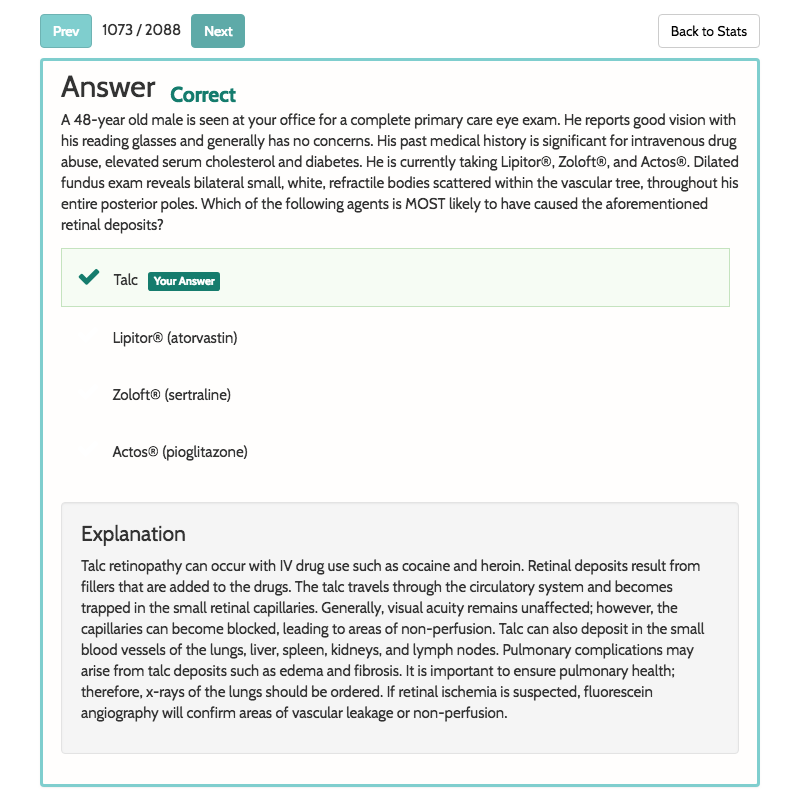 Prev 1073 / 2088 Next Back to Stats
Answer Correct
A 48-year old male is seen at your office for a complete primary care eye exam. He reports good vision with
his reading glasses and generally has no concerns. His past medical history is significant for intravenous drug
abuse, elevated serum cholesterol and diabetes. He is currently taking Lipitor®, Zoloft®, and Actos®. Dilated
fundus exam reveals bilateral small, white, refractile bodies scattered within the vascular tree, throughout his
entire posterior poles. Which of the following agents is MOST likely to have caused the aforementioned
retinal deposits?
Talc Your Answer
Lipitor® (atorvastin)
Zoloft® (sertraline)
Actos® (pioglitazone)
Explanation
Talc retinopathy can occur with IV drug use such as cocaine and heroin. Retinal deposits result from
fillers that are added to the drugs. The talc travels through the circulatory system and becomes
trapped in the small retinal capillaries. Generally, visual acuity remains unaffected; however, the
capillaries can become blocked, leading to areas of non-perfusion. Talc can also deposit in the small
blood vessels of the lungs, liver, spleen, kidneys, and lymph nodes. Pulmonary complications may
arise from talc deposits such as edema and fibrosis. It is important to ensure pulmonary health;
therefore, x-rays of the lungs should be ordered. If retinal ischemia is suspected, fluorescein
angiography will confirm areas of vascular leakage or non-perfusion.